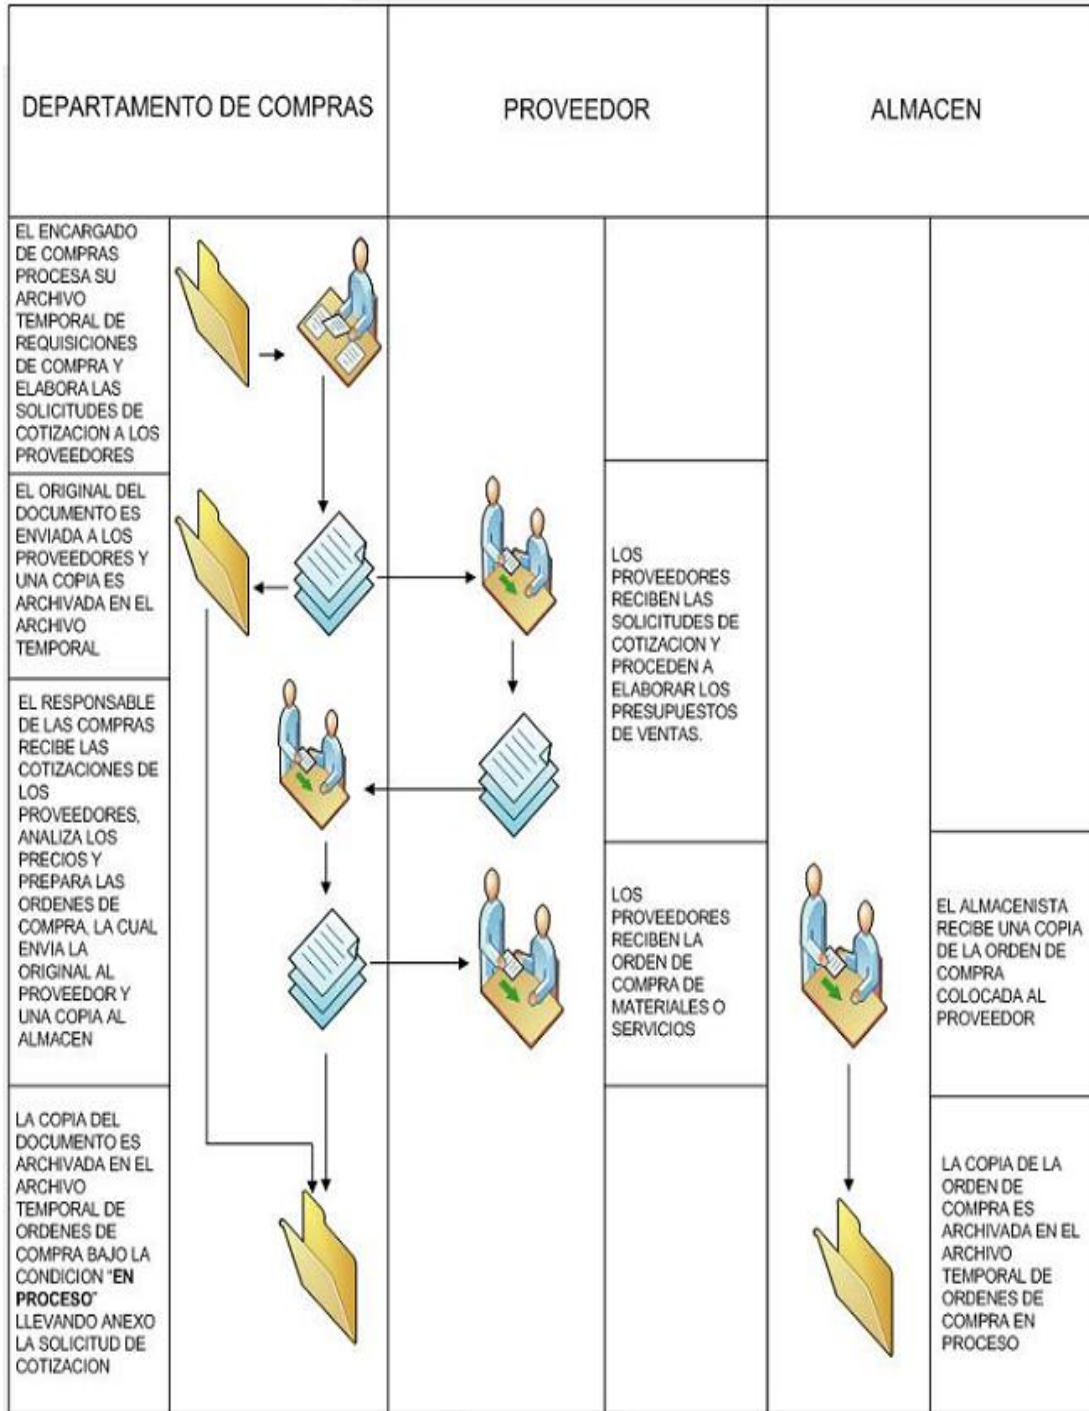 DEPARTAMENTO DE COMPRAS
PROVEEDOR
ALMACEN
EL ENCARGADO
DE COMPRAS
PROCESA SU
ARCHIVO
TEMPORAL DE
REQUISICIONES
DE COMPRA Y
ELABORA LAS
SOLICITUDES DE
COTIZACION A LOS
PROVEEDORES
EL ORIGINAL DEL
DOCUMENTO ES
ENVIADA A LOS
PROVEEDORES Y
UNA COPIA ES
ARCHIVADA EN EL
ARCHIVO
TEMPORAL
LOS
PROVEEDORES
RECIBEN LAS
SOLICITUDES DE
COTIZACION Y
PROCEDEN A
ELABORAR LOS
PRESUPUESTOS
DE VENTAS.
EL RESPONSABLE
DE LAS COMPRAS
RECIBE LAS
COTIZACIONES DE
LOS
PROVEEDORES,
ANALIZA LOS
PRECIOS Y
PREPARA LAS
ORDENES DE
COMPRA, LA CUAL
ENVIA LA
ORIGINAL AL
PROVEEDOR Y
UNA COPIA AL
ALMACEN
LOS
PROVEEDORES
RECIBEN LA
ORDEN DE
COMPRA DE
MATERIALES O
SERVICIOS
EL ALMACENISTA
RECIBE UNA COPIA
DE LA ORDEN DE
COMPRA
COLOCADA AL
PROVEEDOR
LA COPIA DEL
DOCUMENTO ES
ARCHIVADA EN EL
ARCHIVO
TEMPORAL DE
ORDENES DE
COMPRA BAJO LA
CONDICION "EN
PROCESO"
LLEVANDO ANEXO
LA SOLICITUD DE
COTIZACION
LA COPIA DE LA
ORDEN DE
COMPRA ES
ARCHIVADA EN EL
ARCHIVO
TEMPORAL DE
ORDENES DE
COMPRA EN
PROCESO